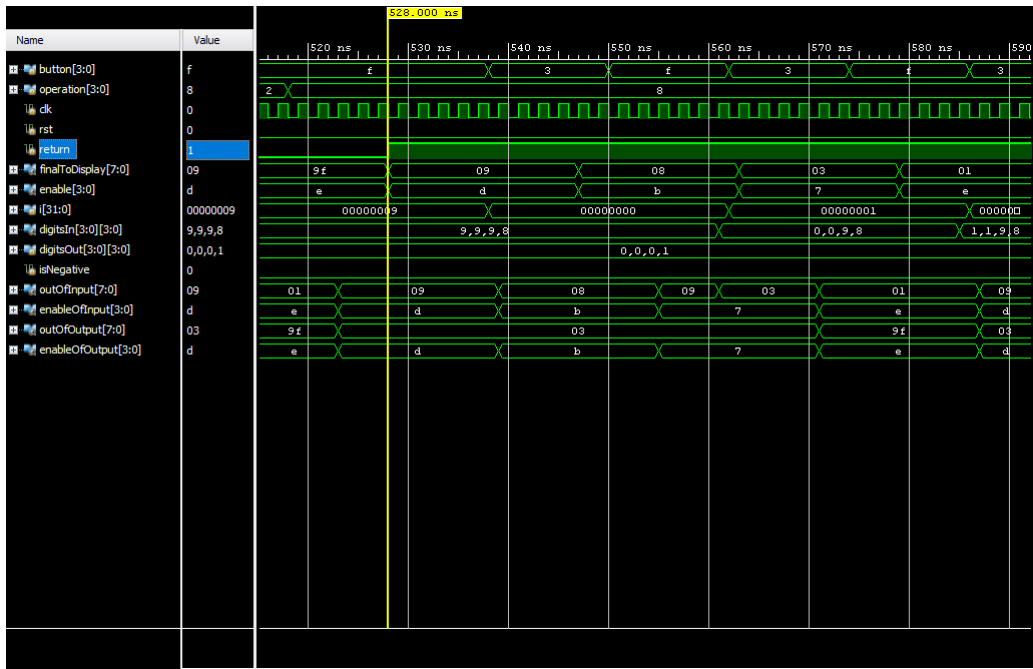 528.000 ns
Name Value
520 ns 530 ns 540 ns 550 ns 560 ns 570 ns 580 ns 590
button[3:0] f f 3 f 3 f 3
operation[3:0] 8 2 8
clk 0
rst 0
return 1
finalToDisplay[7:0] 09 9f 09 08 03 01
enable[3:0] d e d b 7 e
i[31:0] 00000009 00000009 00000000 00000001 000000
digitsIn[3:0][3:0] 9,9,9,8 9,9,9,8 0,0,9,8 1,1,9,8
digitsOut[3:0][3:0] 0,0,0,1 0,0,0,1
isNegative 0
outOfInput[7:0] 09 01 09 08 09 03 01 09
enableOfInput[3:0] d e d b 7 e d
outOfOutput[7:0] 03 9f 03 9f 03
enableOfOutput[3:0] d e d b 7 e d